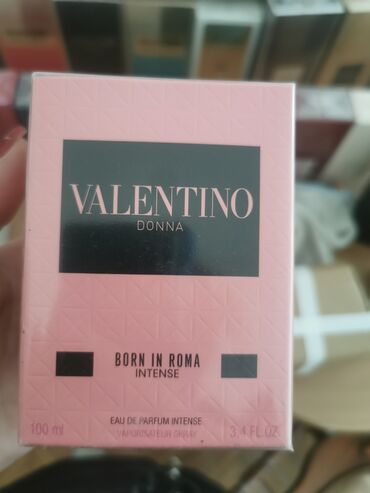 VALENTINO
DONNA
BORN IN ROMA
INTENSE
EAU DE PARFUM INTENSE
100 ml VAPORISATEUR SPRAY 3.4 FL.OZ